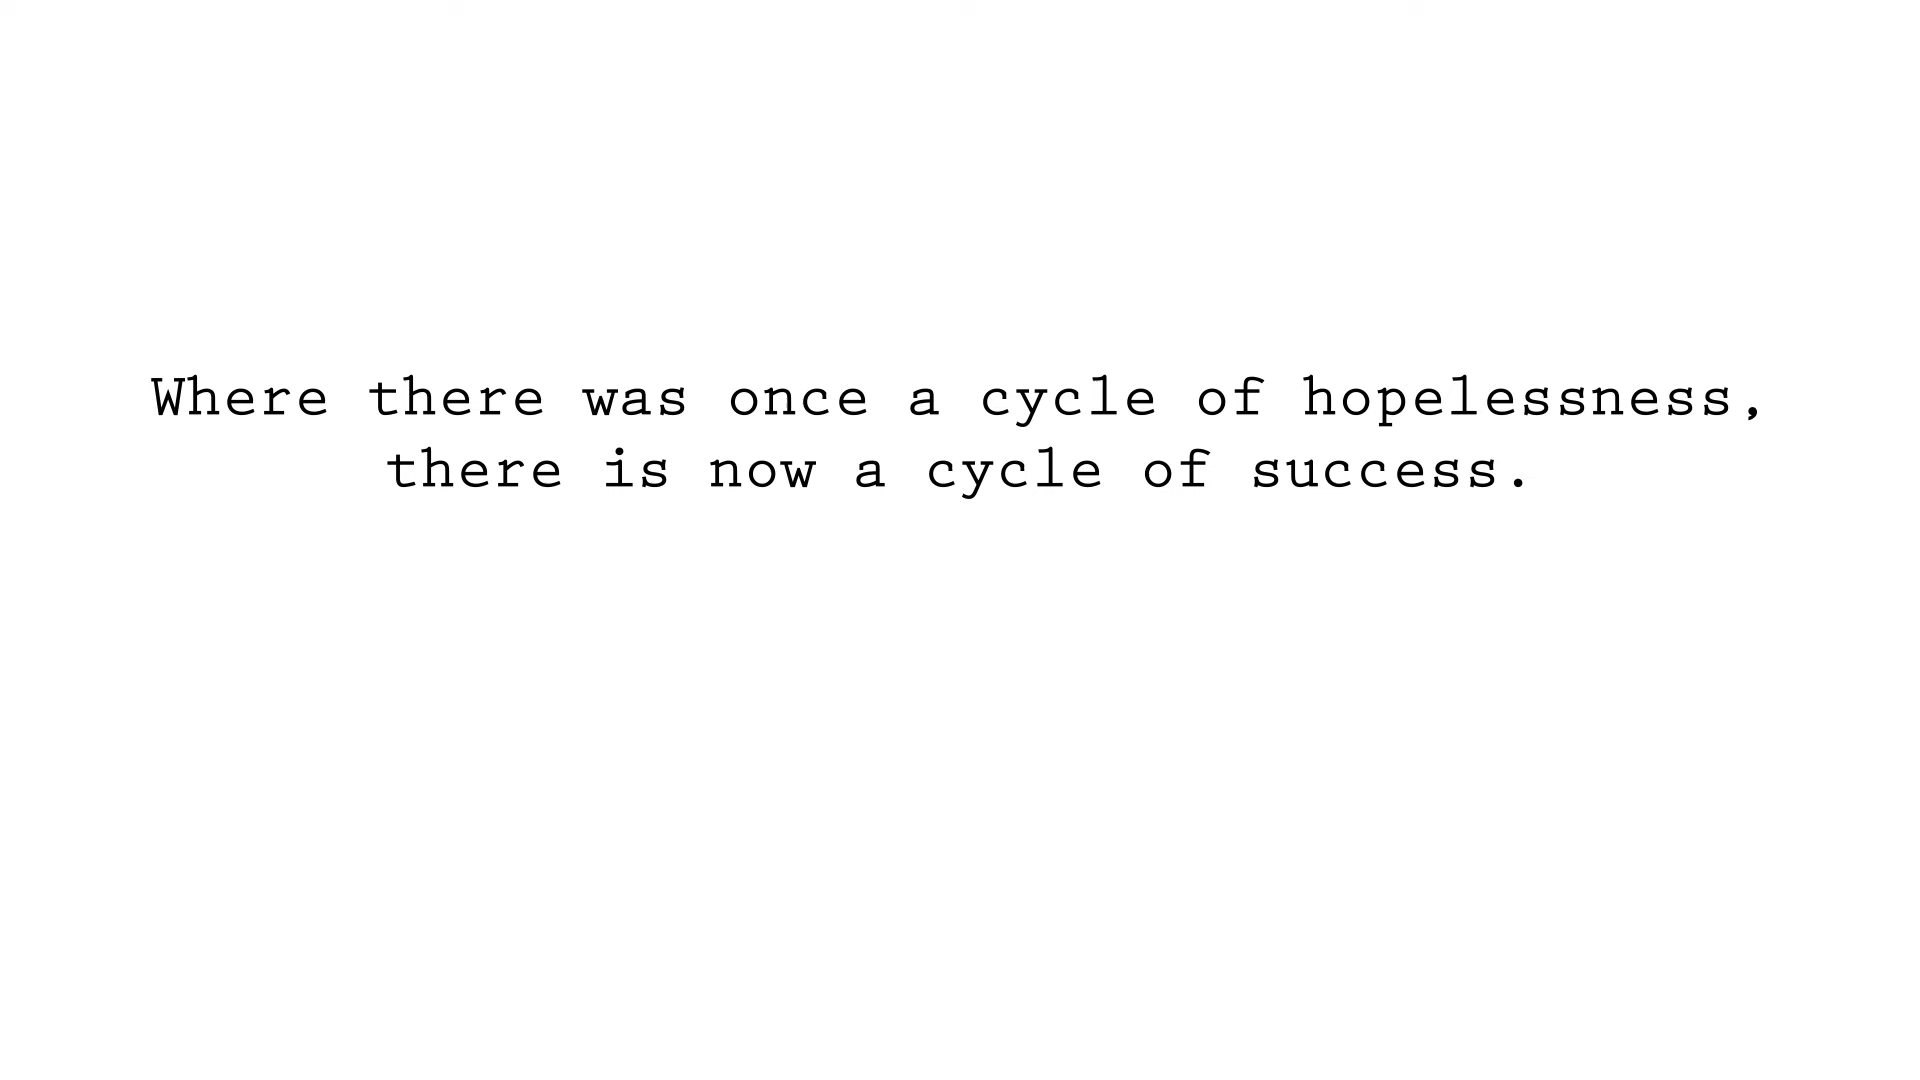 Where there was once a cycle of hopelessness,
there is now a cycle of success.